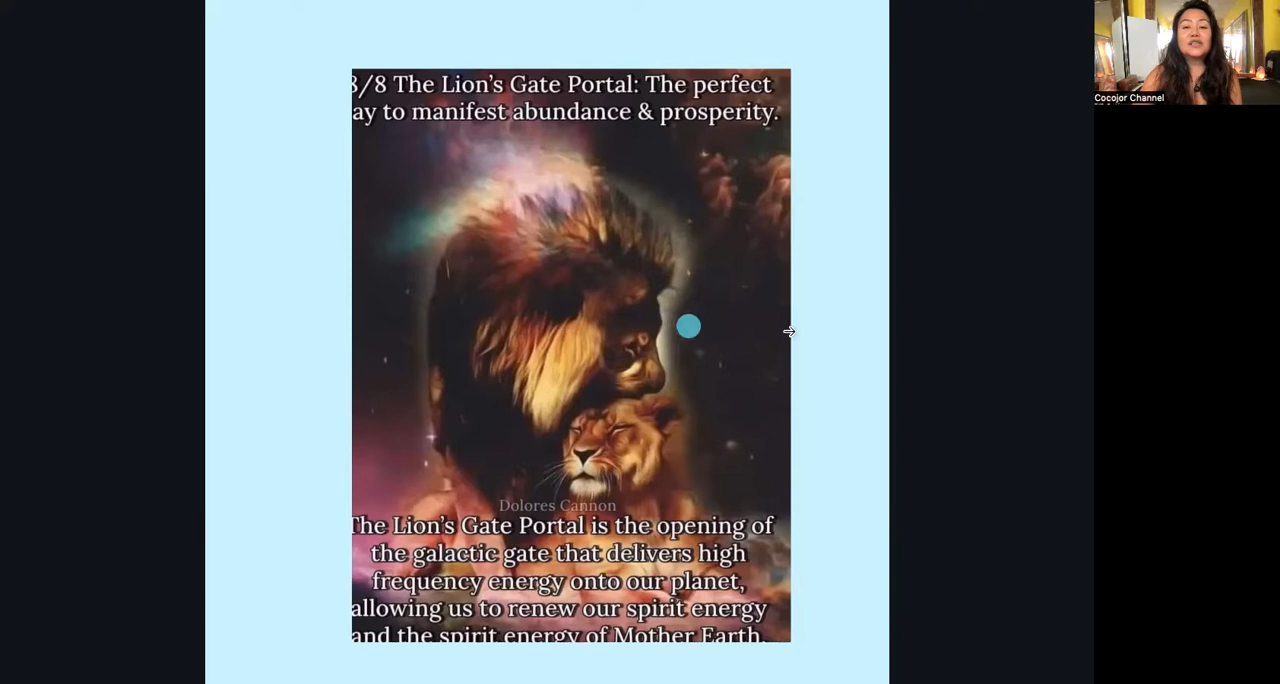 8/8 The Lion's Gate Portal: The perfect
ay to manifest abundance & prosperity.
Dolores Cannon
The Lion's Gate Portal is the opening of
the galactic gate that delivers high
frequency energy onto our planet,
allowing us to renew our spirit energy
and the spirit energy of Mother Earth.
Cocojor Channel